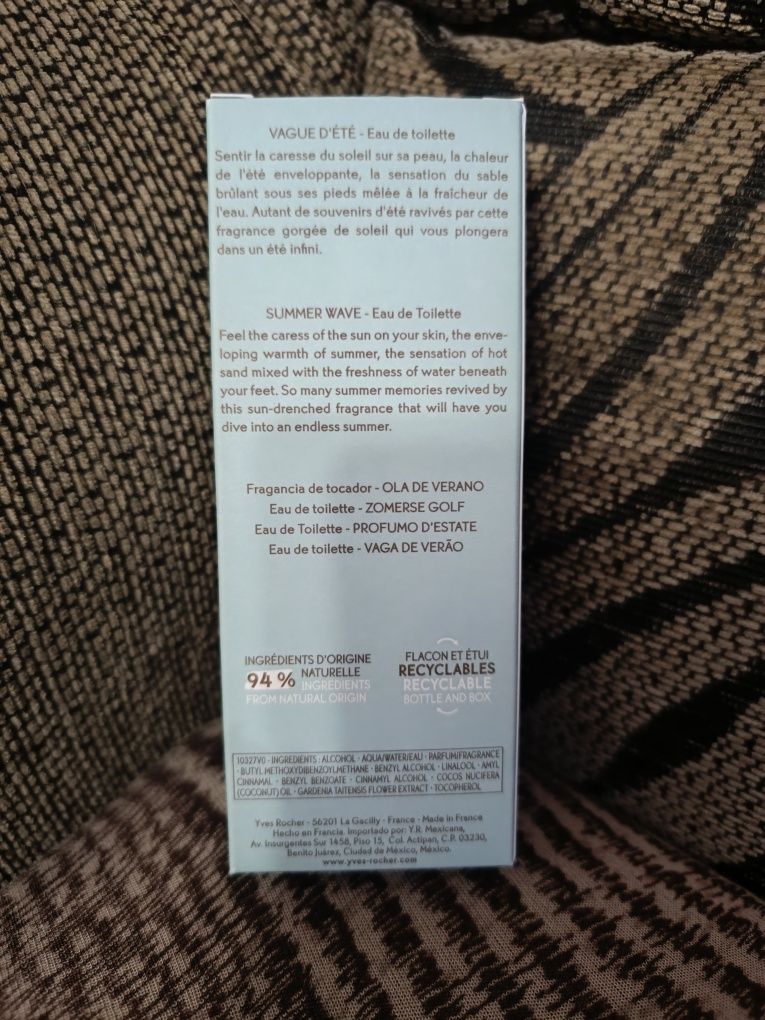 VAGUE D'ÉTÉ - Eau de toilette
Sentir la caresse du soleil sur sa peau, la chaleur
de l'été enveloppante, la sensation du sable
brûlant sous ses pieds mêlée à la fraîcheur de
l'eau. Autant de souvenirs d'été ravivés par cette
fragrance gorgée de soleil qui vous plongera
dans un été infini.
SUMMER WAVE - Eau de Toilette
Feel the caress of the sun on your skin, the enve-
loping warmth of summer, the sensation of hot
sand mixed with the freshness of water beneath
your feet. So many summer memories revived by
this sun-drenched fragrance that will have you
dive into an endless summer.
Fragancia de tocador - OLA DE VERANO
Eau de toilette - ZOMERSE GOLF
Eau de Toilette - PROFUMO D'ESTATE
Eau de toilette - VAGA DE VERÃO
INGRÉDIENTS D'ORIGINE
94 % NATURELLE
INGREDIENTS
FROM NATURAL ORIGIN
FLACON ET ÉTUI
RECYCLABLES
RECYCLABLE
BOTTLE AND BOX
10327V0 - INGREDIENTS : ALCOHOL · AQUA/WATER/EAU · PARFUM/FRAGRANCE
· BUTYL METHOXYDIBENZOYLMETHANE · BENZYL ALCOHOL · LINALOOL · AMYL
CINNAMAL · BENZYL BENZOATE · CINNAMYL ALCOHOL · COCOS NUCIFERA
(COCONUT) OIL · GARDENIA TAITENSIS FLOWER EXTRACT · TOCOPHEROL
Yves Rocher - 56201 La Gacilly - France - Made in France
Hecho en Francia. Importado por: Y.R. Mexicana,
Av. Insurgentes Sur 1458, Piso 15, Col. Actipan, C.P. 03230,
Benito Juárez, Ciudad de México, México.
www.yves-rocher.com